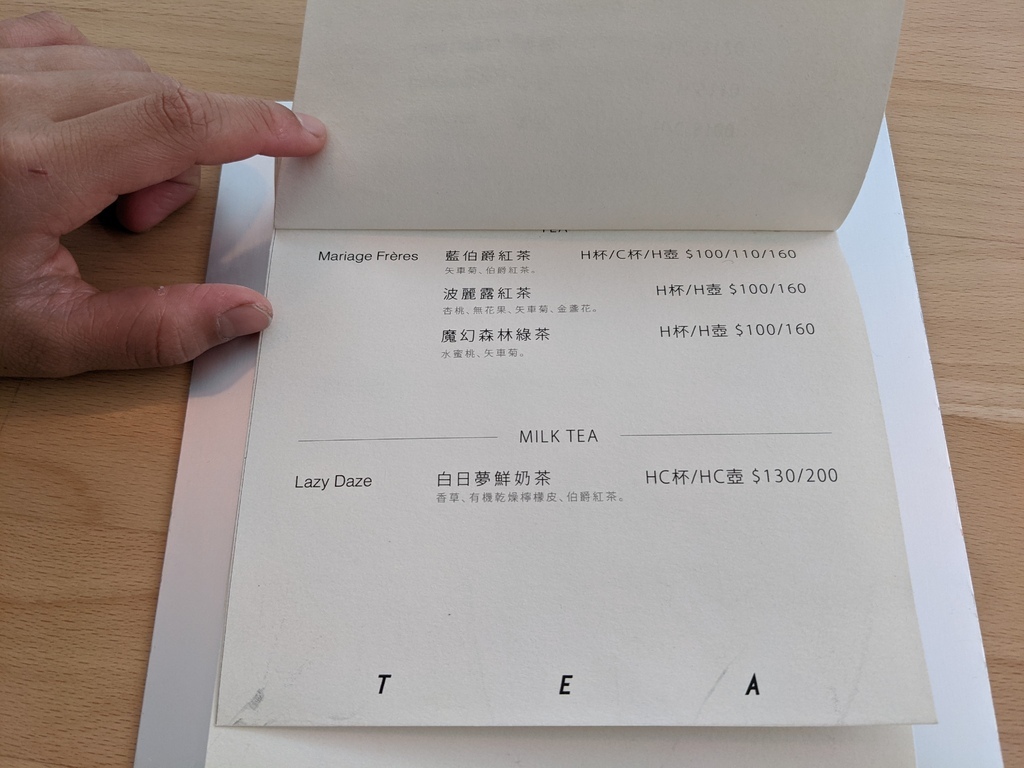 TEA
Mariage Frères 藍伯爵紅茶 H杯/C杯/H壺 $100/110/160
矢車菊、伯爵紅茶。
波麗露紅茶 H杯/H壺 $100/160
杏桃、無花果、矢車菊、金盞花。
魔幻森林綠茶 H杯/H壺 $100/160
水蜜桃、矢車菊。
MILK TEA
Lazy Daze 白日夢鮮奶茶 HC杯/HC壺 $130/200
香草、有機乾燥檸檬皮、伯爵紅茶。
T E A